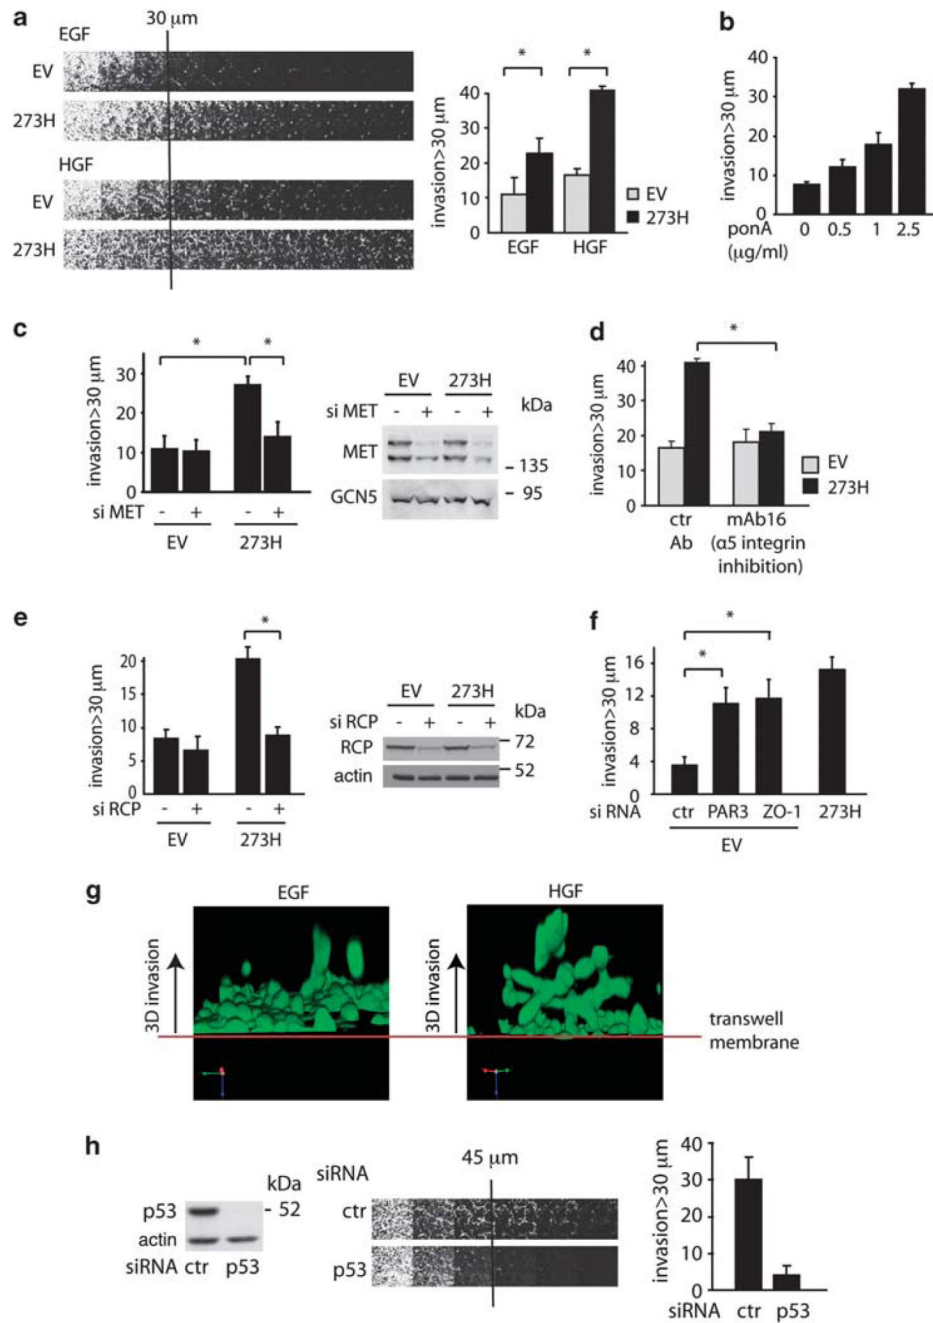 a
30 µm
EGF
EV
273H
HGF
EV
273H
invasion>30 µm
50
40
30
20
10
0
* *
EGF HGF
EV
273H
b
invasion>30 µm
40
30
20
10
0
ponA 0 0.5 1 2.5
(µg/ml)
c
invasion>30 µm
30
20
10
0
* *
si MET - + - +
EV 273H
EV 273H
kDa
si MET - + - +
MET
- 135
GCN5
- 95
d
invasion>30 µm
40
20
0
*
EV
273H
ctr mAb16
Ab (α5 integrin
inhibition)
e
invasion>30 µm
20
15
10
5
0
*
si RCP - + - +
EV 273H
EV 273H
kDa
si RCP - + - +
RCP
72
actin
52
f
invasion>30 µm
16
12
8
4
0
*
*
si RNA ctr PAR3 ZO-1 273H
EV
g
EGF HGF
3D invasion
3D invasion
transwell
membrane
h
kDa
p53 - 52
actin
siRNA ctr p53
45 µm
siRNA
ctr
p53
invasion>30 µm
40
30
20
10
0
siRNA ctr p53